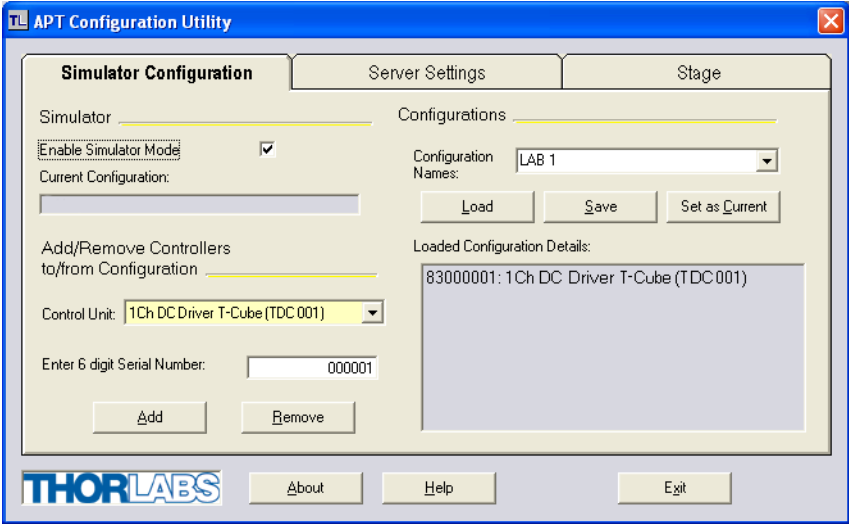 TL APT Configuration Utility
Simulator Configuration
Server Settings
Stage
Simulator
Enable Simulator Mode
Current Configuration:
Add/Remove Controllers
to/from Configuration
Control Unit: 1Ch DC Driver T-Cube (TDC001)
Enter 6 digit Serial Number: 000001
Add
Remove
Configurations
Configuration
Names:
LAB 1
Load
Save
Set as Current
Loaded Configuration Details:
83000001: 1Ch DC Driver T-Cube (TDC001)
THORLABS
About
Help
Exit